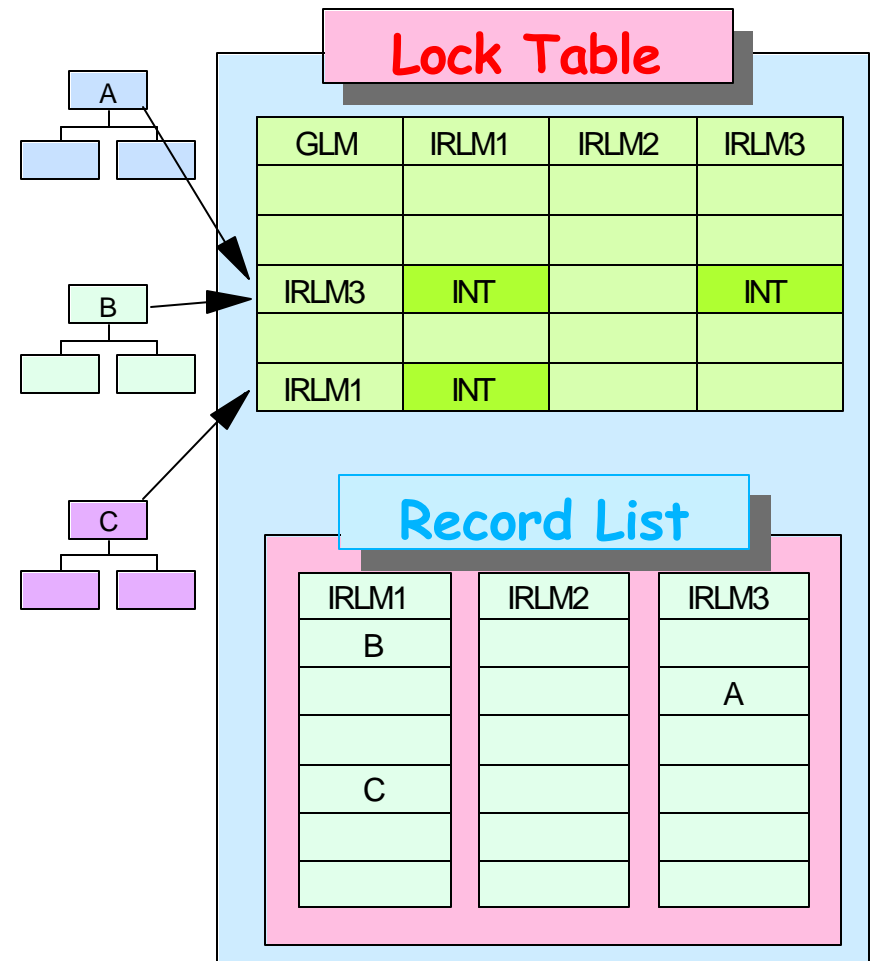 Lock Table
A
GLM IRLM1 IRLM2 IRLM3
B
IRLM3 INT INT
IRLM1 INT
C
Record List
IRLM1 IRLM2 IRLM3
B
A
C